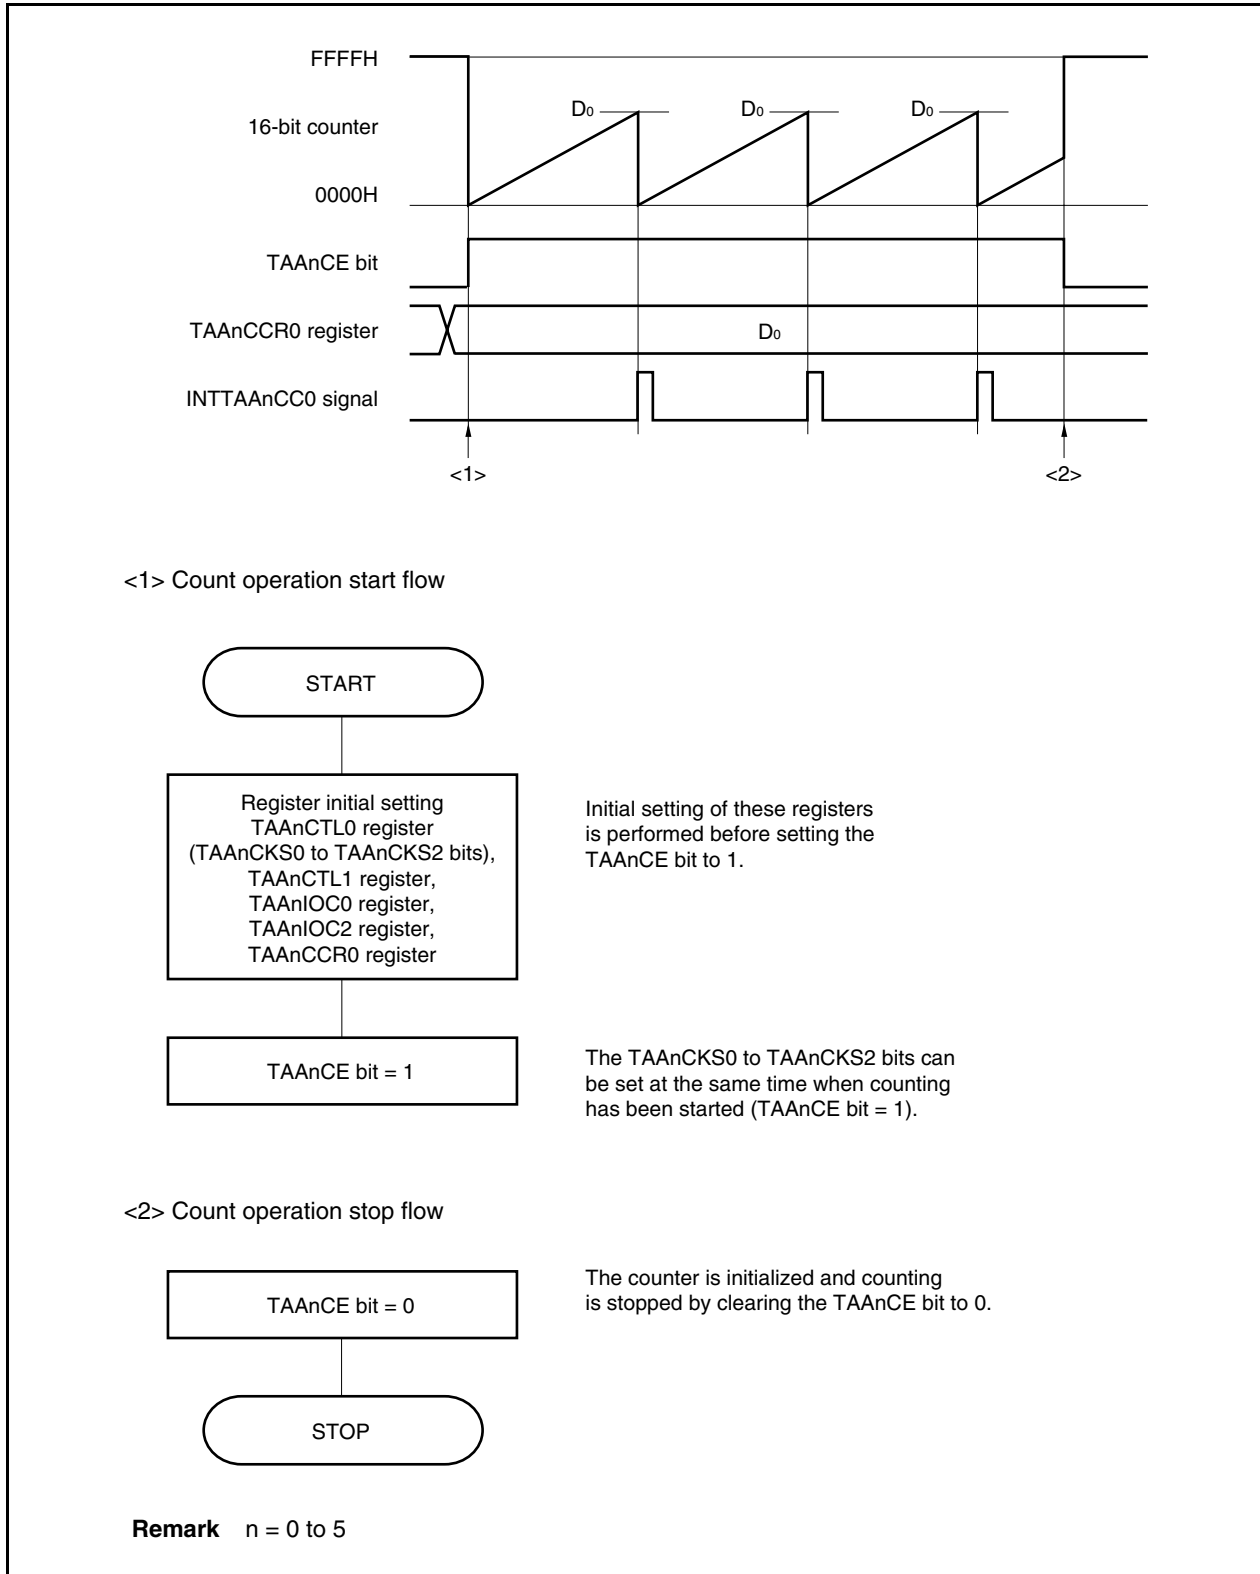 FFFFH
D0 D0 D0
16-bit counter
0000H
TAAnCE bit
TAAnCCR0 register
D0
INTTAAnCC0 signal
<1> <2>
<1> Count operation start flow
START
Register initial setting
TAAnCTL0 register
(TAAnCKS0 to TAAnCKS2 bits),
TAAnCTL1 register,
TAAnIOC0 register,
TAAnIOC2 register,
TAAnCCR0 register
Initial setting of these registers
is performed before setting the
TAAnCE bit to 1.
TAAnCE bit = 1
The TAAnCKS0 to TAAnCKS2 bits can
be set at the same time when counting
has been started (TAAnCE bit = 1).
<2> Count operation stop flow
TAAnCE bit = 0
The counter is initialized and counting
is stopped by clearing the TAAnCE bit to 0.
STOP
Remark n = 0 to 5